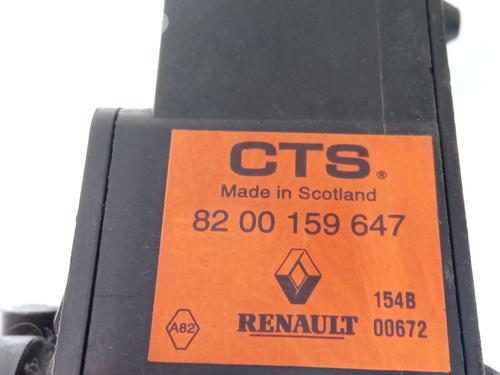 CTS®
Made in Scotland
82 00 159 647
154B
A82 RENAULT 00672